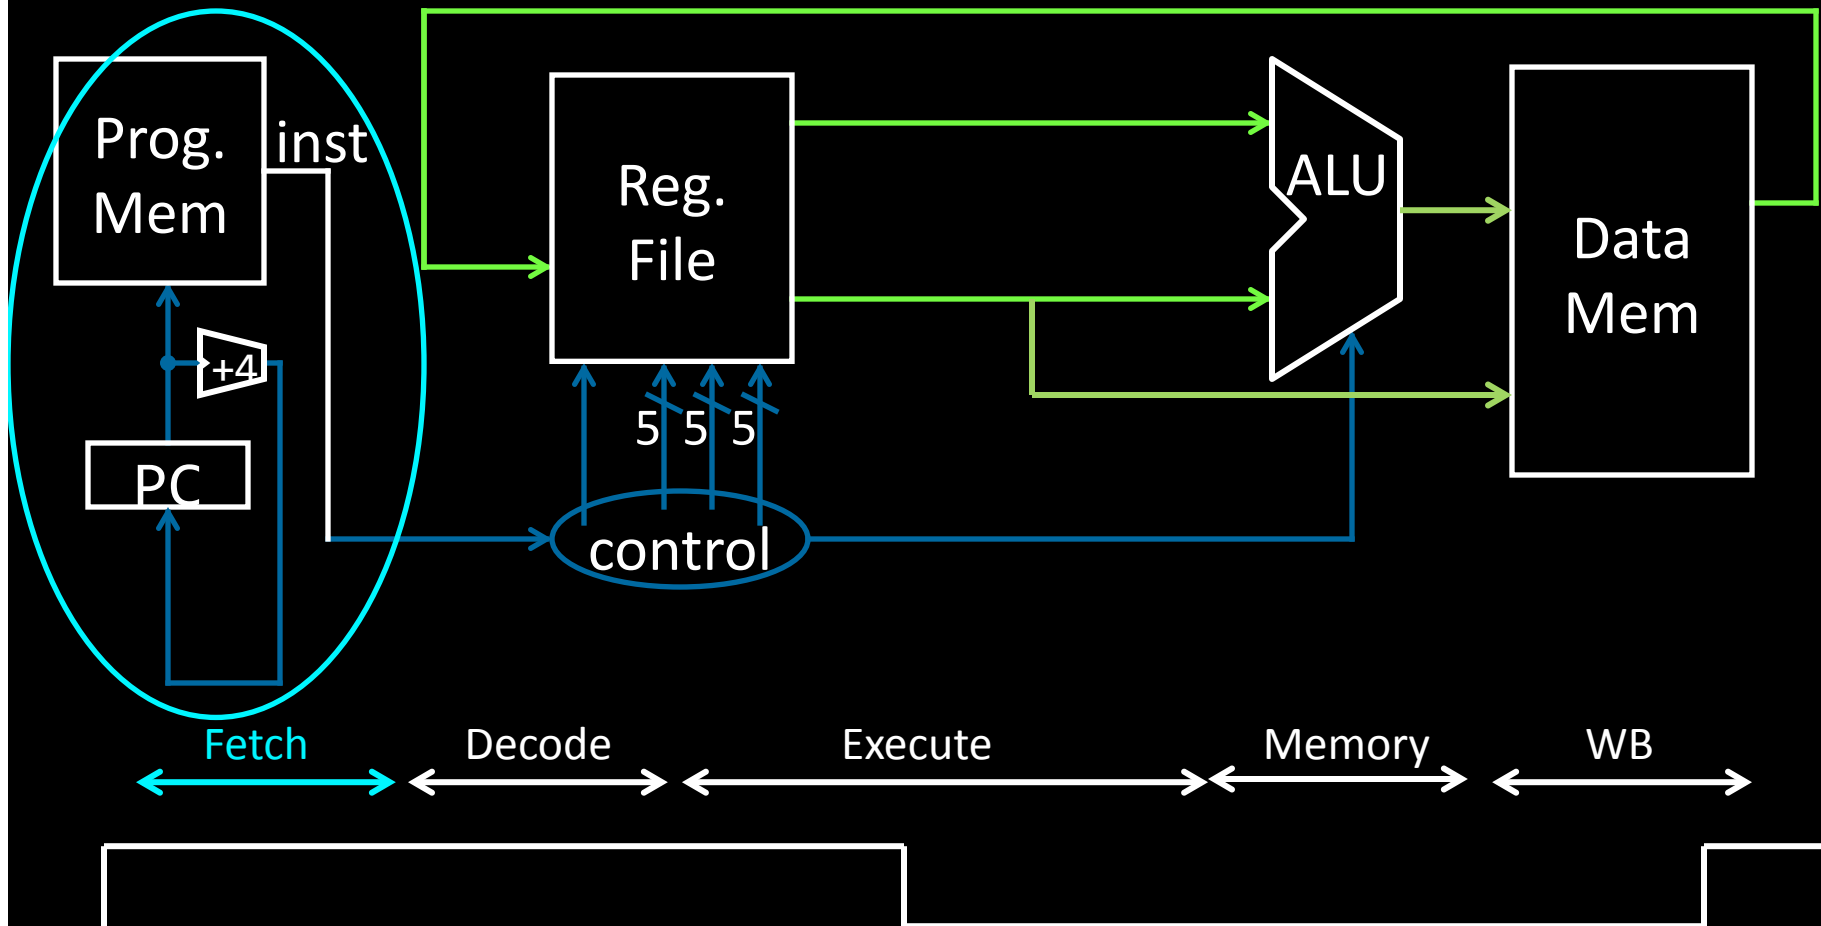 Prog.
Mem
inst
+4
PC
Reg.
File
5 5 5
control
ALU
Data
Mem
Fetch
Decode
Execute
Memory
WB